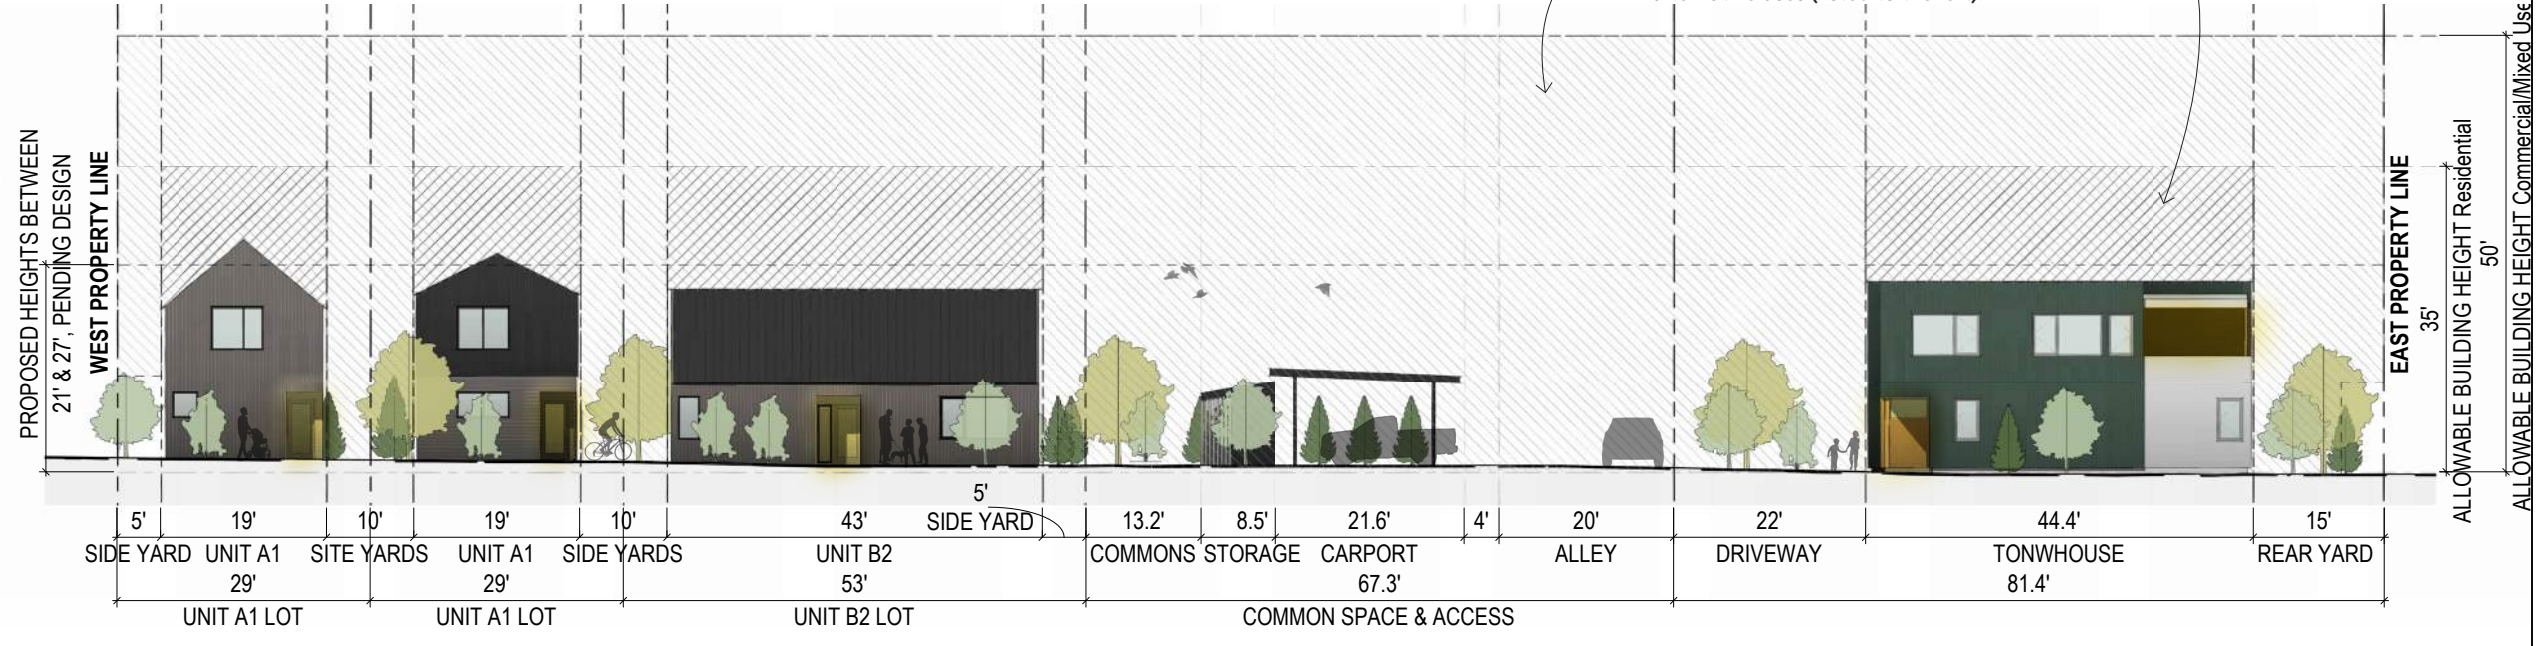 PROPOSED HEIGHTS BETWEEN
21' & 27', PENDING DESIGN
WEST PROPERTY LINE
EAST PROPERTY LINE
35'
ALLOWABLE BUILDING HEIGHT Residential
50'
ALLOWABLE BUILDING HEIGHT Commercial/Mixed Use
5'
5' 19' 10' 19' 10' 43' SIDE YARD 13.2' 8.5' 21.6' 4' 20' 22' 44.4' 15'
SIDE YARD UNIT A1 SITE YARDS UNIT A1 SIDE YARDS UNIT B2 COMMONS STORAGE CARPORT ALLEY DRIVEWAY TONWHOUSE REAR YARD
29' 29' 53' 67.3' 81.4'
UNIT A1 LOT UNIT A1 LOT UNIT B2 LOT COMMON SPACE & ACCESS